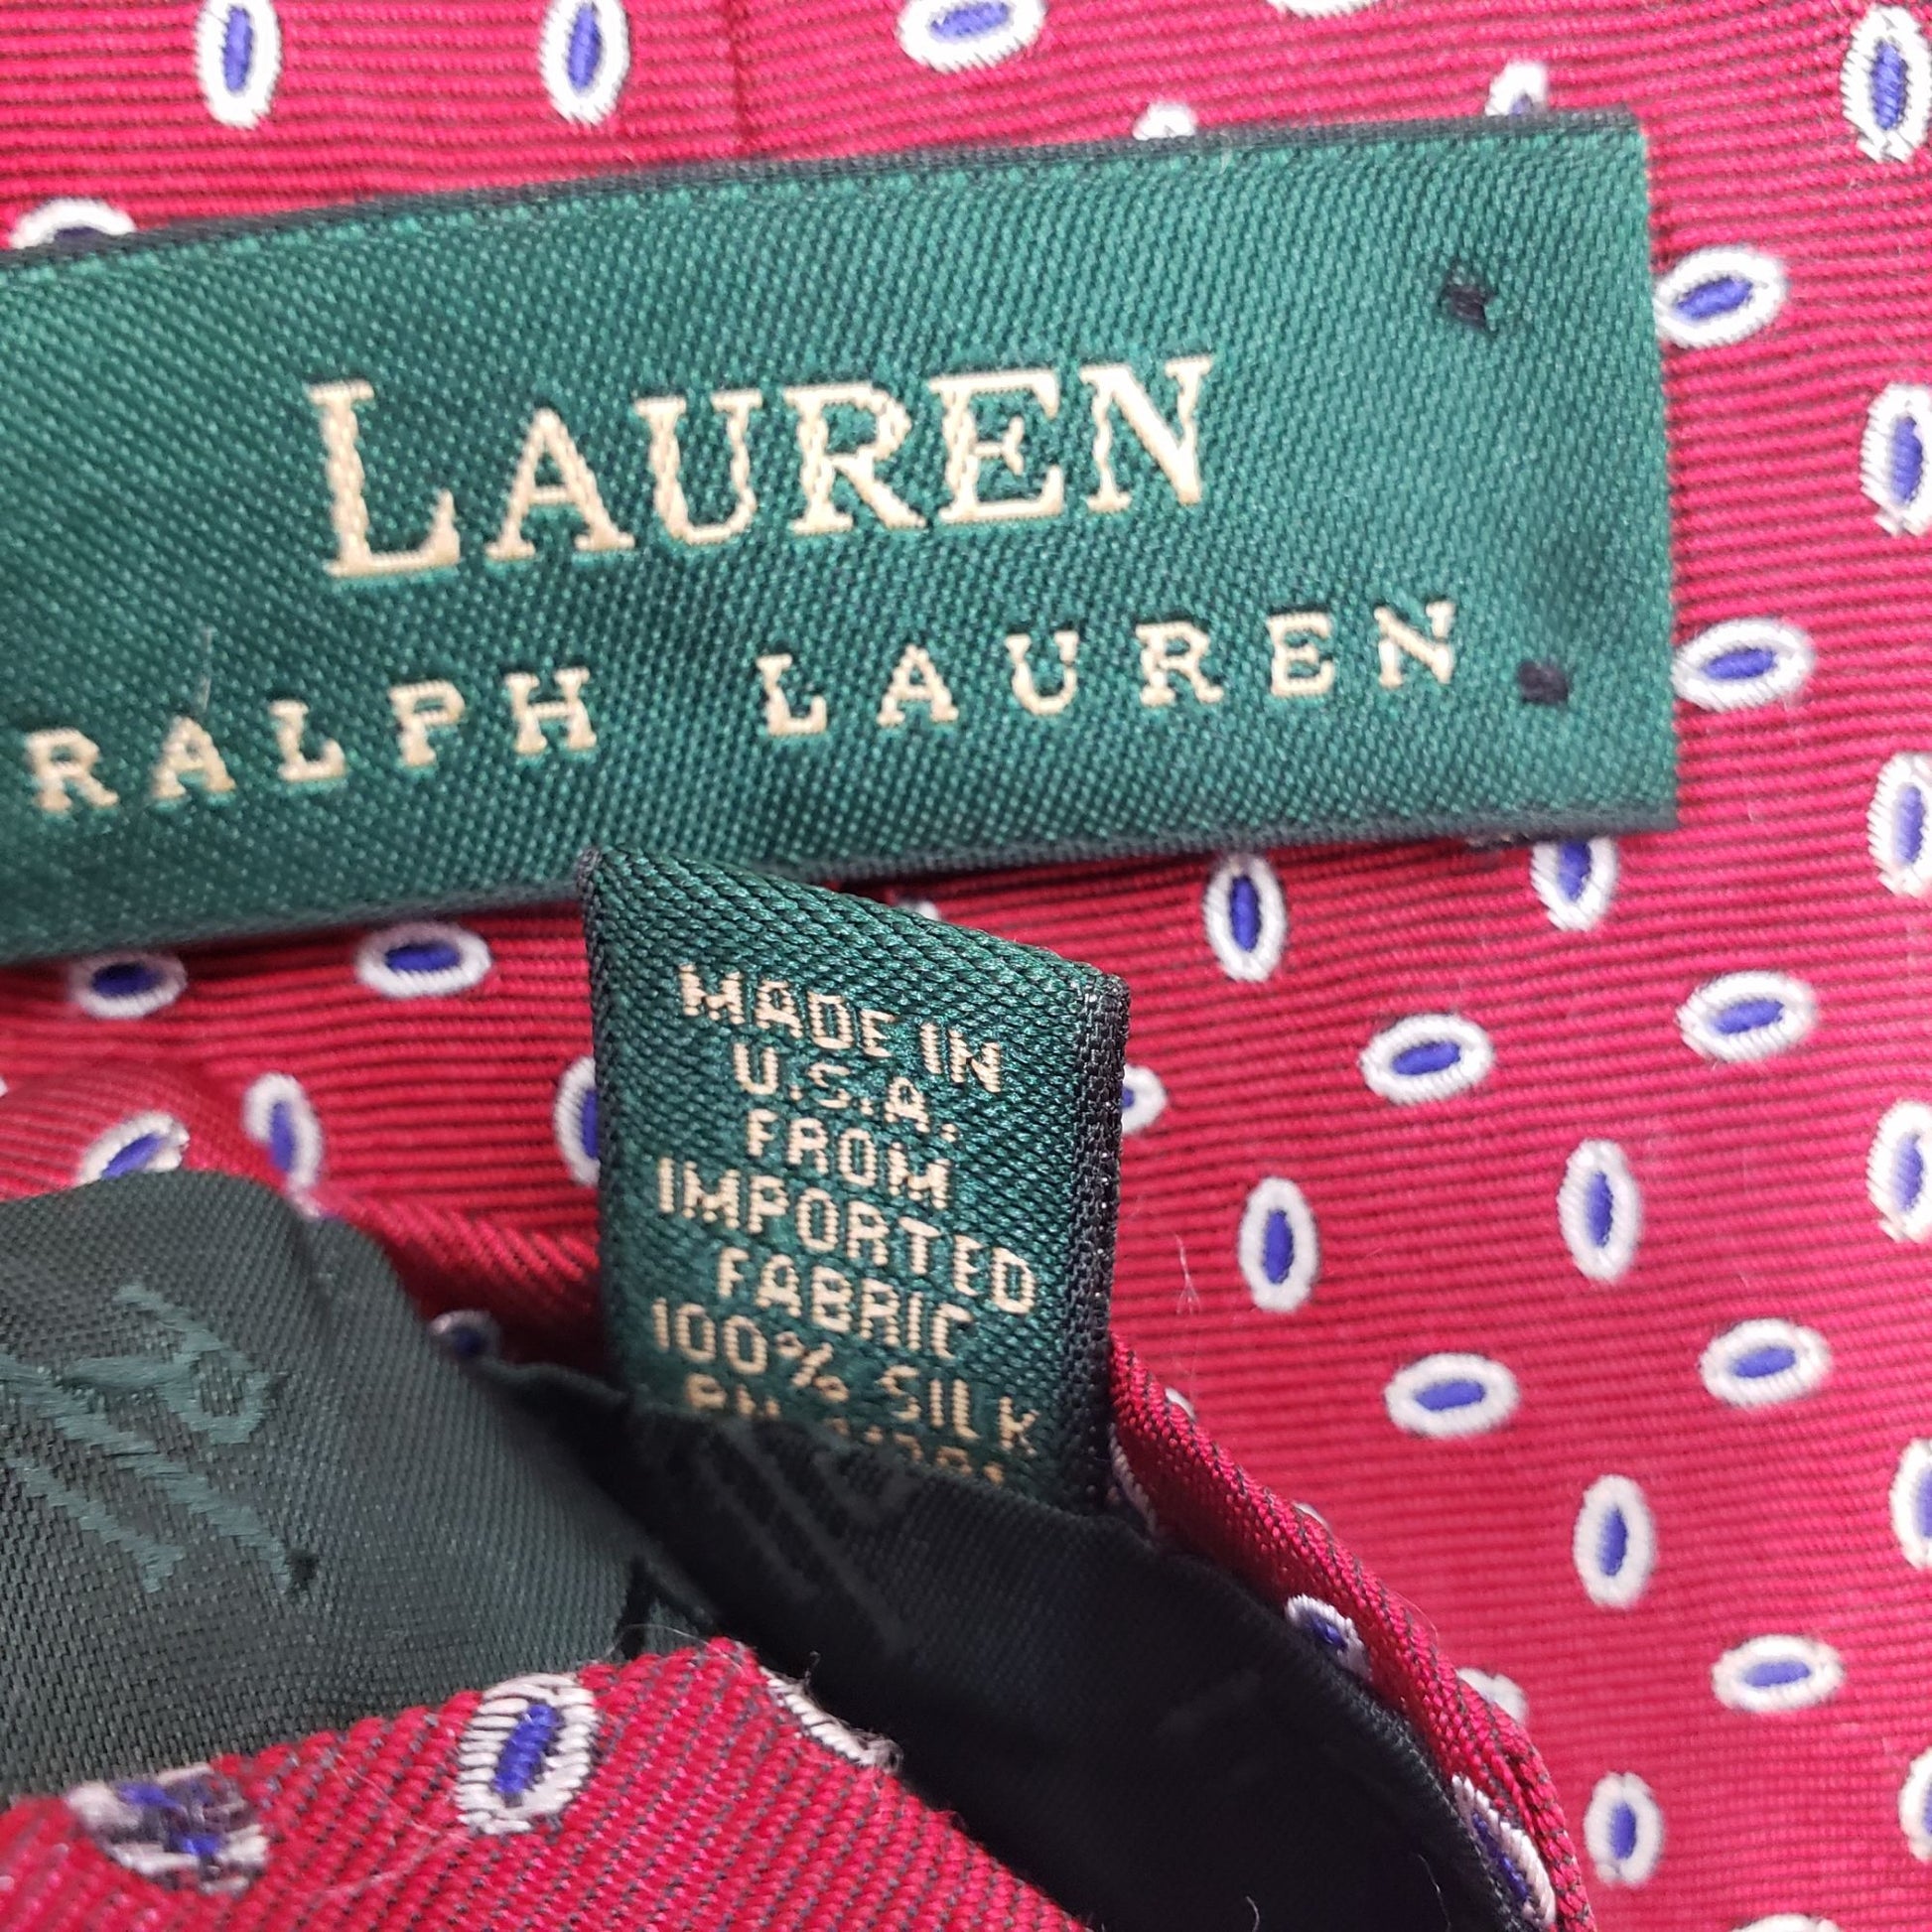 LAUREN
RALPH LAUREN
MADE IN
U.S.A.
FROM
IMPORTED
FABRIC
100% SILK